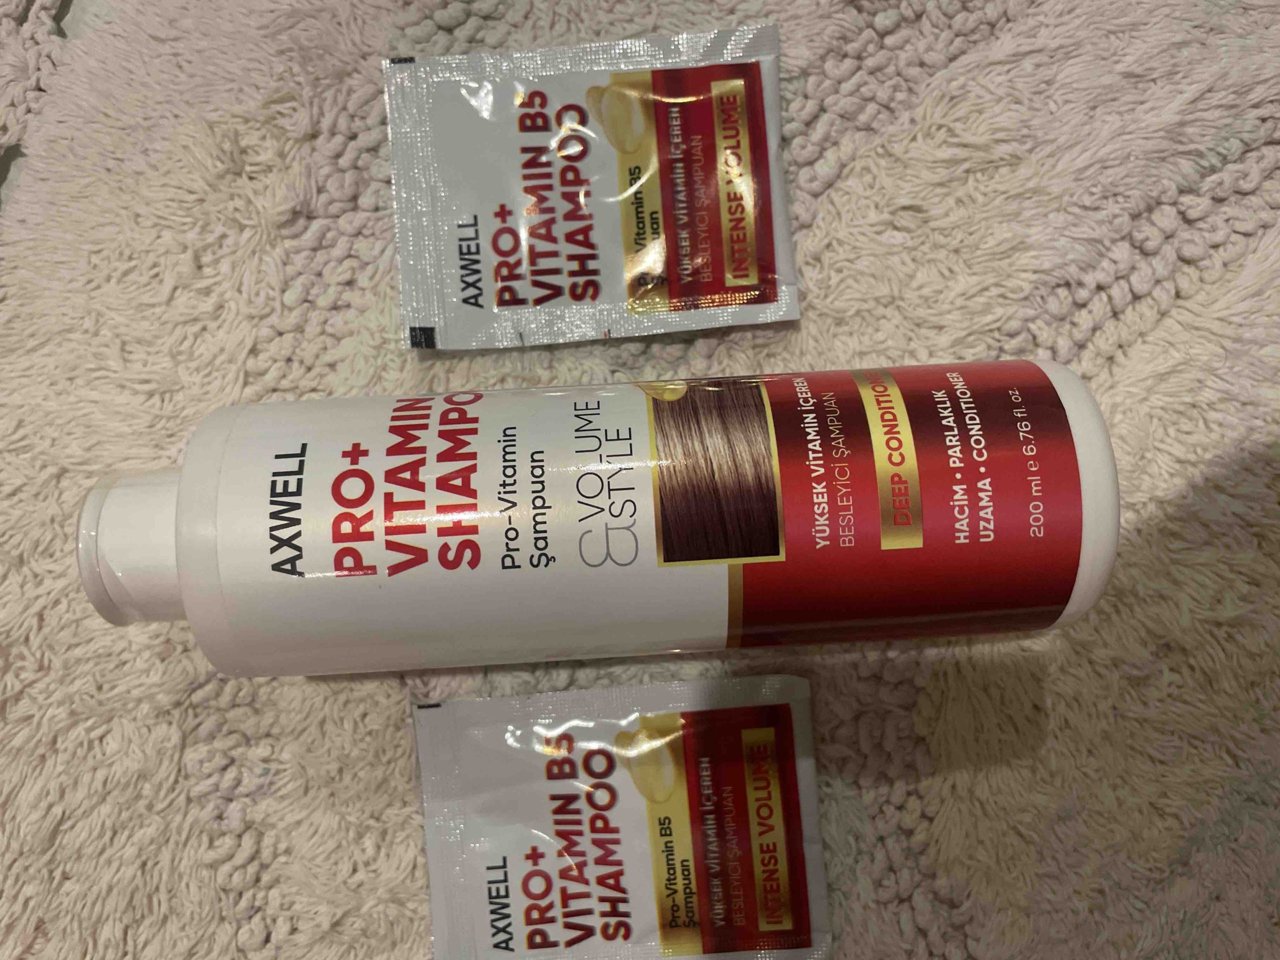 AXWELL
PRO+
VITAMIN B5
SHAMPOO
Pro-Vitamin B5
YÜKSEK VİTAMİN İÇEREN
BESLEYİCİ ŞAMPUAN
INTENSE VOLUME
AXWELL
PRO+
VITAMIN
SHAMPO
Pro-Vitamin
Şampuan
& VOLUME
STYLE
YÜKSEK VİTAMİN İÇEREN
BESLEYİCİ ŞAMPUAN
DEEP CONDITION
HACİM • PARLAKLIK
UZAMA • CONDITIONER
200 ml e 6.76 fl. oz.
AXWELL
PRO+
VITAMIN B5
SHAMPOO
Pro-Vitamin B5
Şampuan
YÜKSEK VİTAMİN İÇEREN
BESLEYİCİ ŞAMPUAN
INTENSE VOLUME